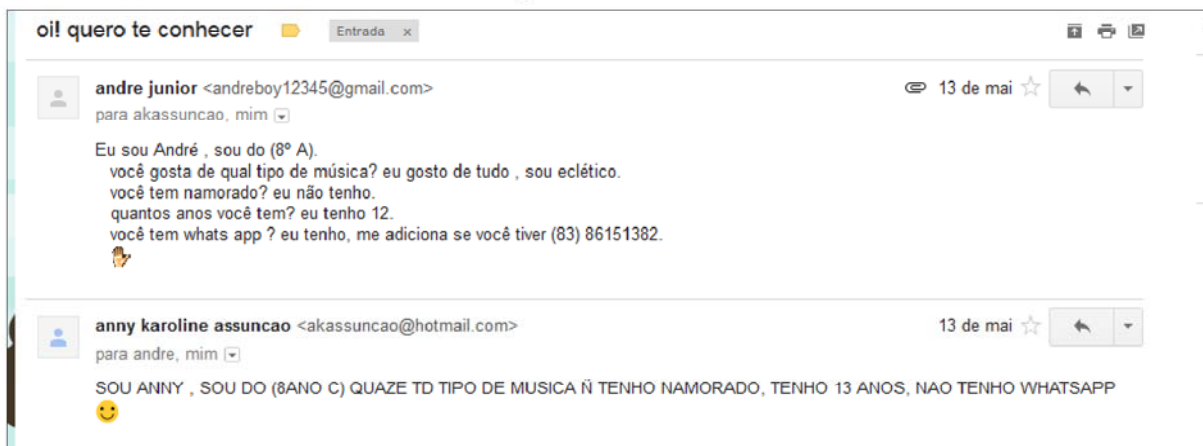 oi! quero te conhecer Entrada x
andre junior <andreboy12345@gmail.com> 13 de mai
para akassuncao, mim
Eu sou André , sou do (8º A).
você gosta de qual tipo de música? eu gosto de tudo , sou eclético.
você tem namorado? eu não tenho.
quantos anos você tem? eu tenho 12.
você tem whats app ? eu tenho, me adiciona se você tiver (83) 86151382.
anny karoline assuncao <akassuncao@hotmail.com> 13 de mai
para andre, mim
SOU ANNY , SOU DO (8ANO C) QUAZE TD TIPO DE MUSICA Ñ TENHO NAMORADO, TENHO 13 ANOS, NAO TENHO WHATSAPP